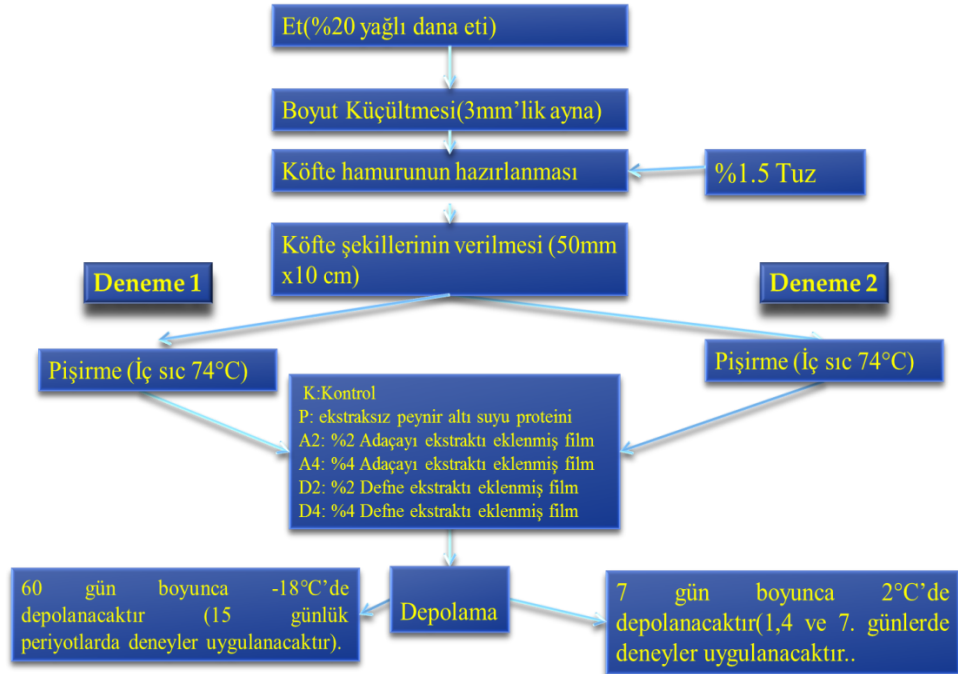 Et(%20 yağlı dana eti)
Boyut Küçültmesi(3mm'lik ayna)
Köfte hamurunun hazırlanması
%1.5 Tuz
Köfte şekillerinin verilmesi (50mm
x10 cm)
Deneme 1
Deneme 2
Pişirme (İç sıc 74°C)
Pişirme (İç sıc 74°C)
K:Kontrol
P: ekstraksız peynir altı suyu proteini
A2: %2 Adaçayı ekstraktı eklenmiş film
A4: %4 Adaçayı ekstraktı eklenmiş film
D2: %2 Defne ekstraktı eklenmiş film
D4: %4 Defne ekstraktı eklenmiş film
Depolama
60 gün boyunca -18°C'de
depolanacaktır (15 günlük
periyotlarda deneyler uygulanacaktır).
7 gün boyunca 2°C'de
depolanacaktır(1,4 ve 7. günlerde
deneyler uygulanacaktır..